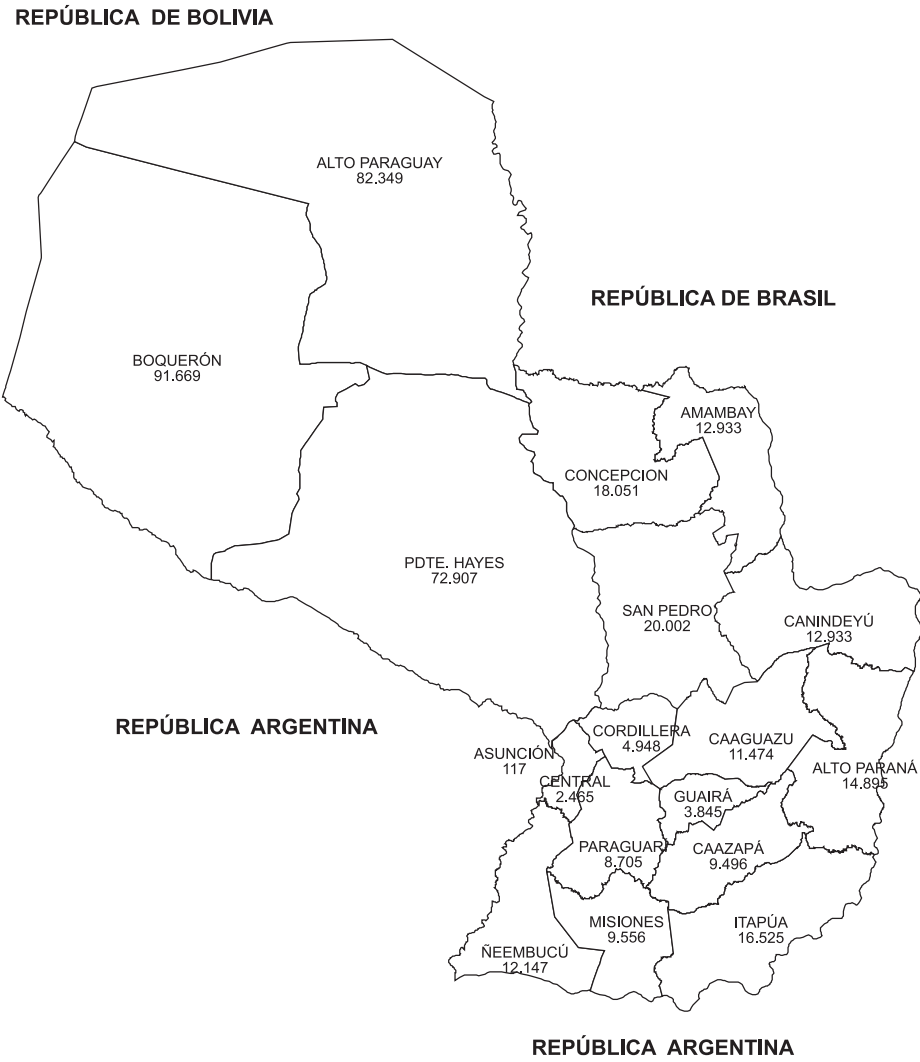 REPÚBLICA DE BOLIVIA
ALTO PARAGUAY
82.349
REPÚBLICA DE BRASIL
BOQUERÓN
91.669
AMAMBAY
12.933
CONCEPCION
18.051
PDTE. HAYES
72.907
SAN PEDRO
20.002
CANINDEYÚ
12.933
REPÚBLICA ARGENTINA
CORDILLERA
4.948
CAAGUAZU
11.474
ASUNCIÓN
117
ALTO PARANÁ
14.895
CENTRAL
2.465
GUAIRÁ
3.845
PARAGUARI
8.705
CAAZAPÁ
9.496
MISIONES
9.556
ITAPÚA
16.525
ÑEEMBUCÚ
12.147
REPÚBLICA ARGENTINA